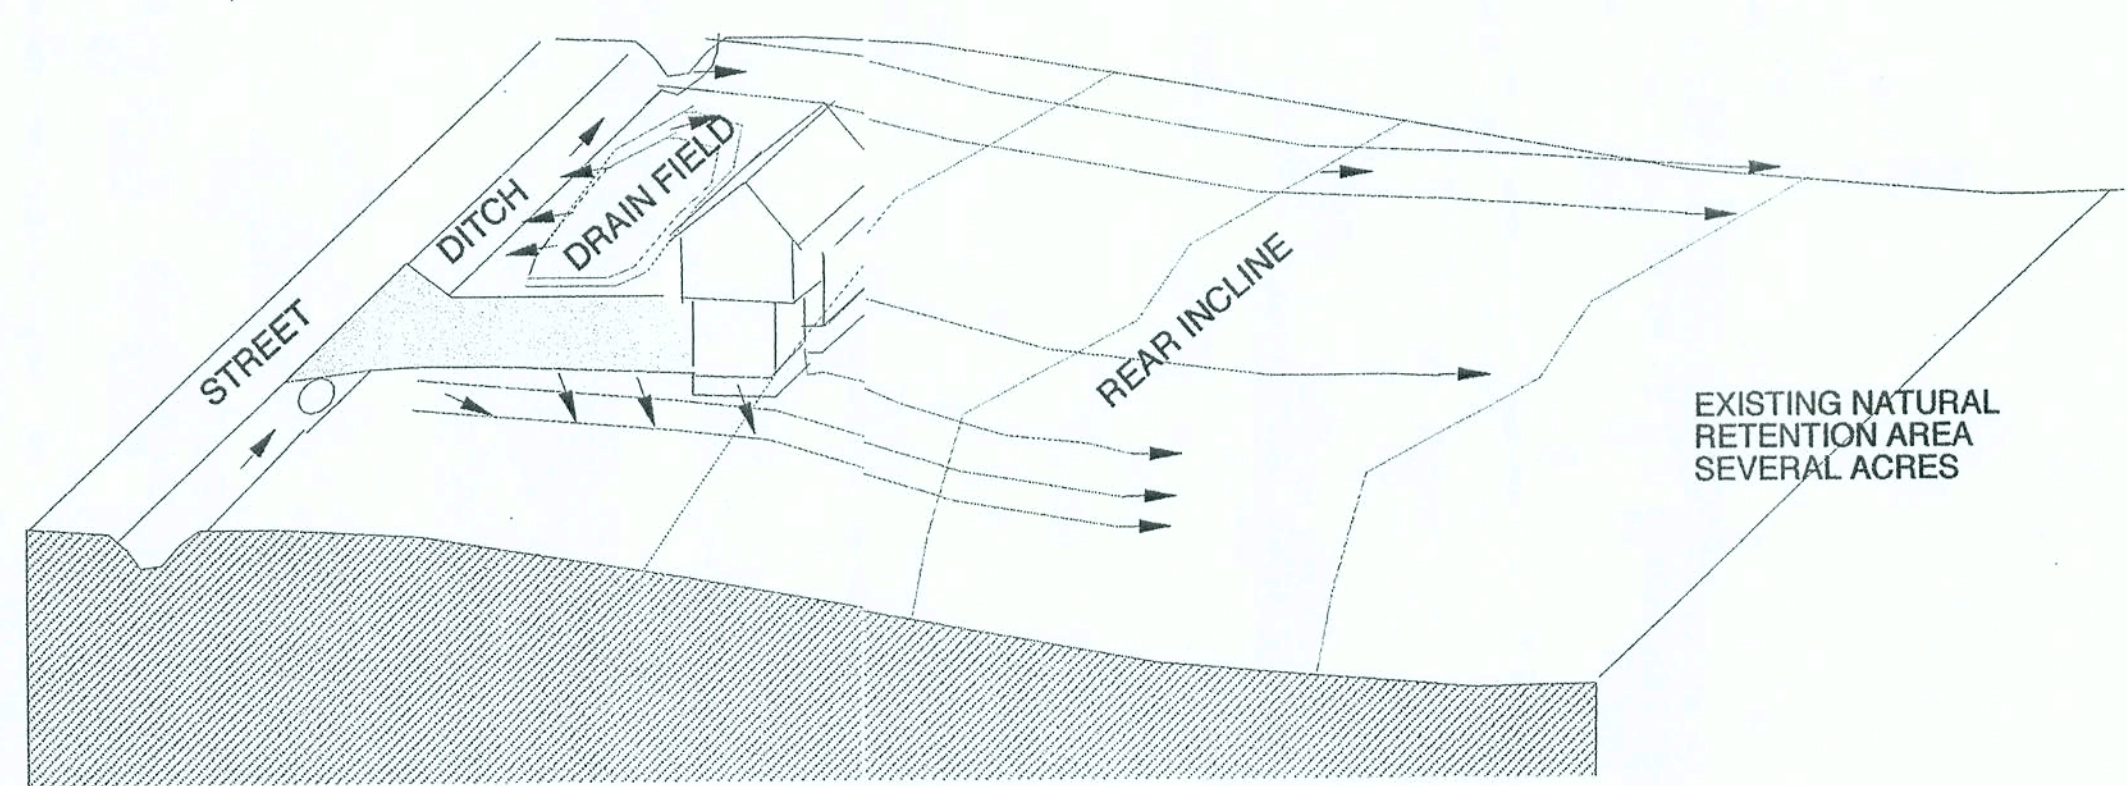 STREET
DITCH
DRAIN FIELD
REAR INCLINE
EXISTING NATURAL
RETENTION AREA
SEVERAL ACRES